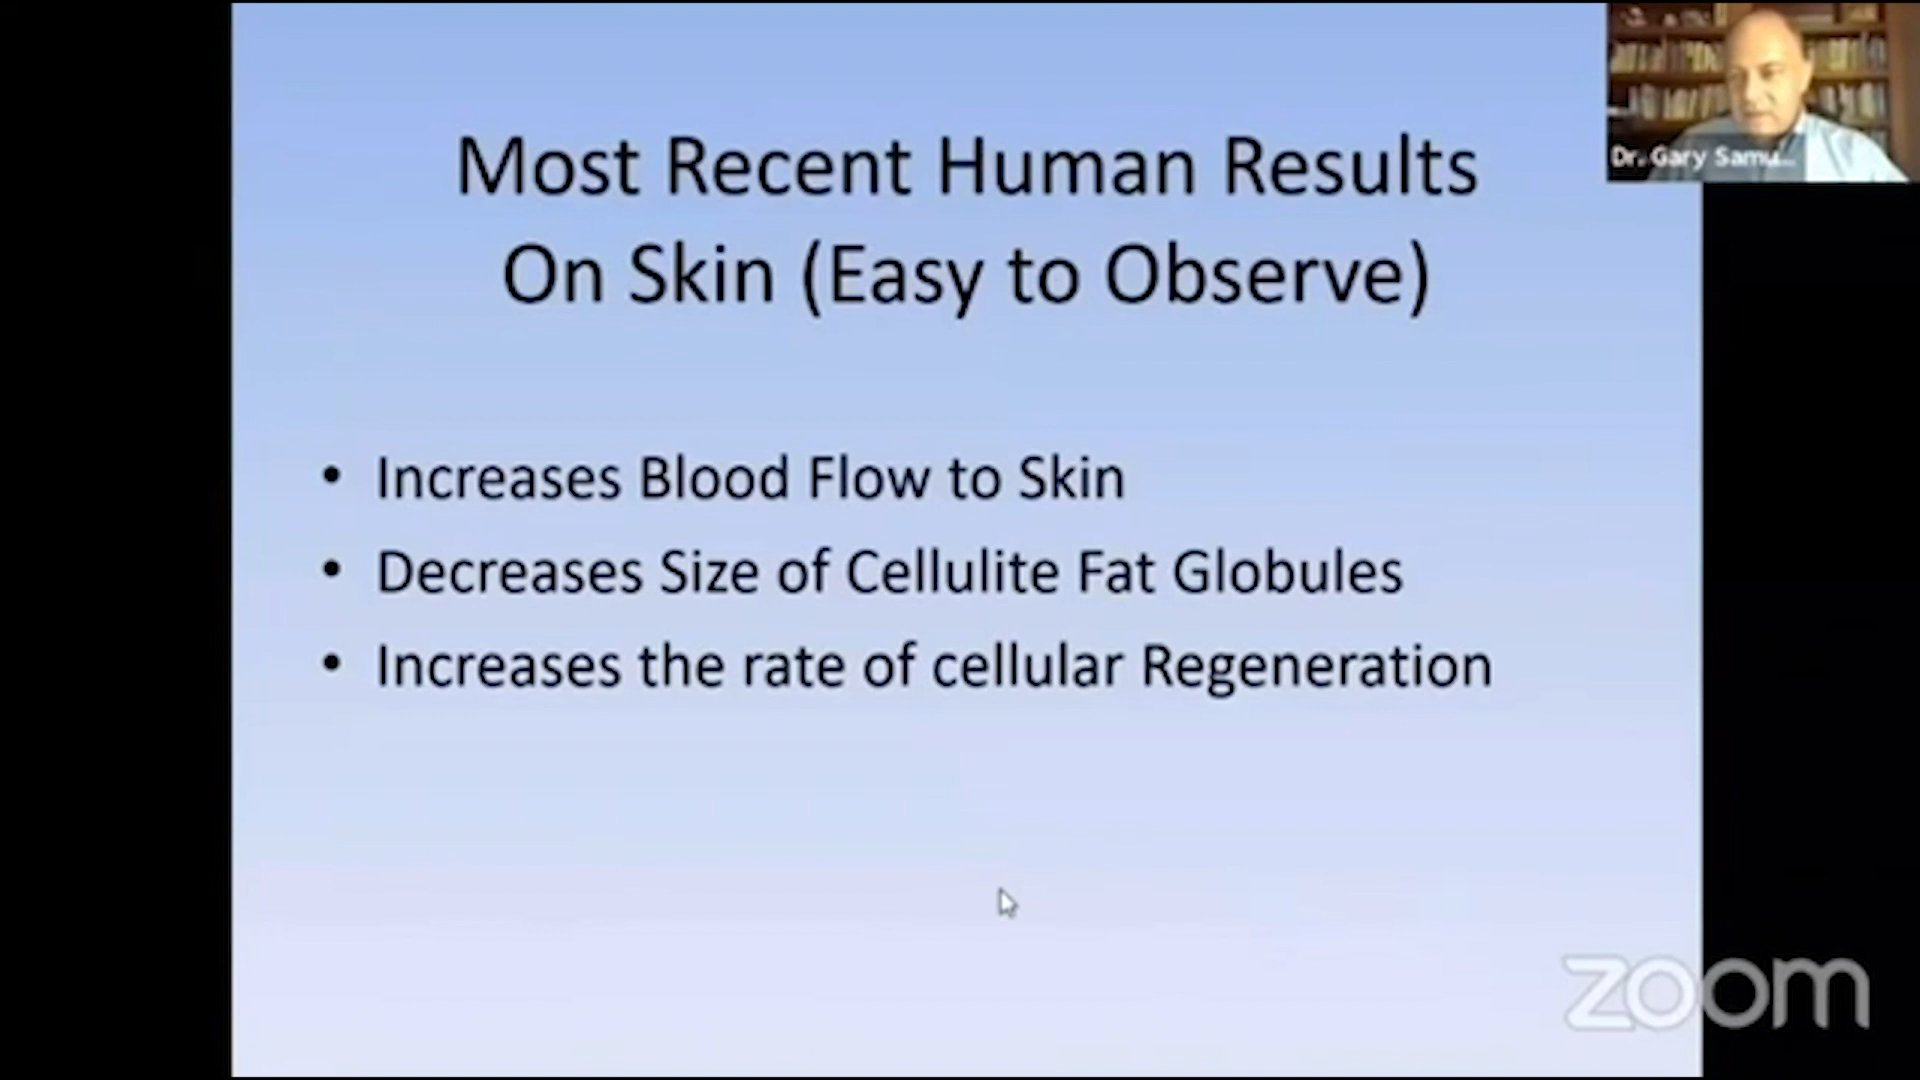 Most Recent Human Results
On Skin (Easy to Observe)
• Increases Blood Flow to Skin
• Decreases Size of Cellulite Fat Globules
• Increases the rate of cellular Regeneration
Dr. Gary Samu...
zoom